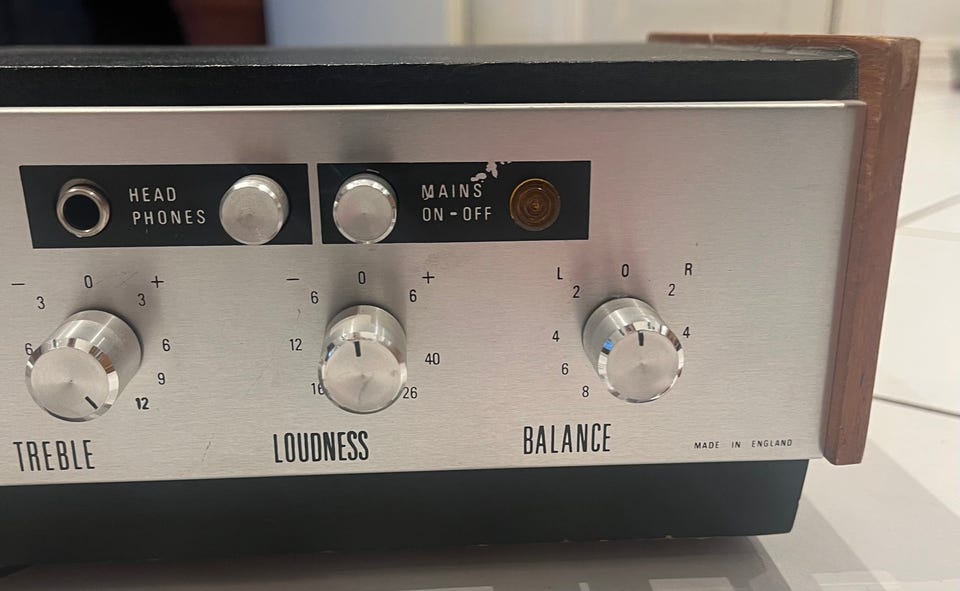 HEAD
PHONES
MAINS
ON-OFF
− 0 +
3 3
6 6
9
12
TREBLE
− 0 +
6 6
12 40
16 26
LOUDNESS
L 0 R
2 2
4 4
6
8
BALANCE
MADE IN ENGLAND